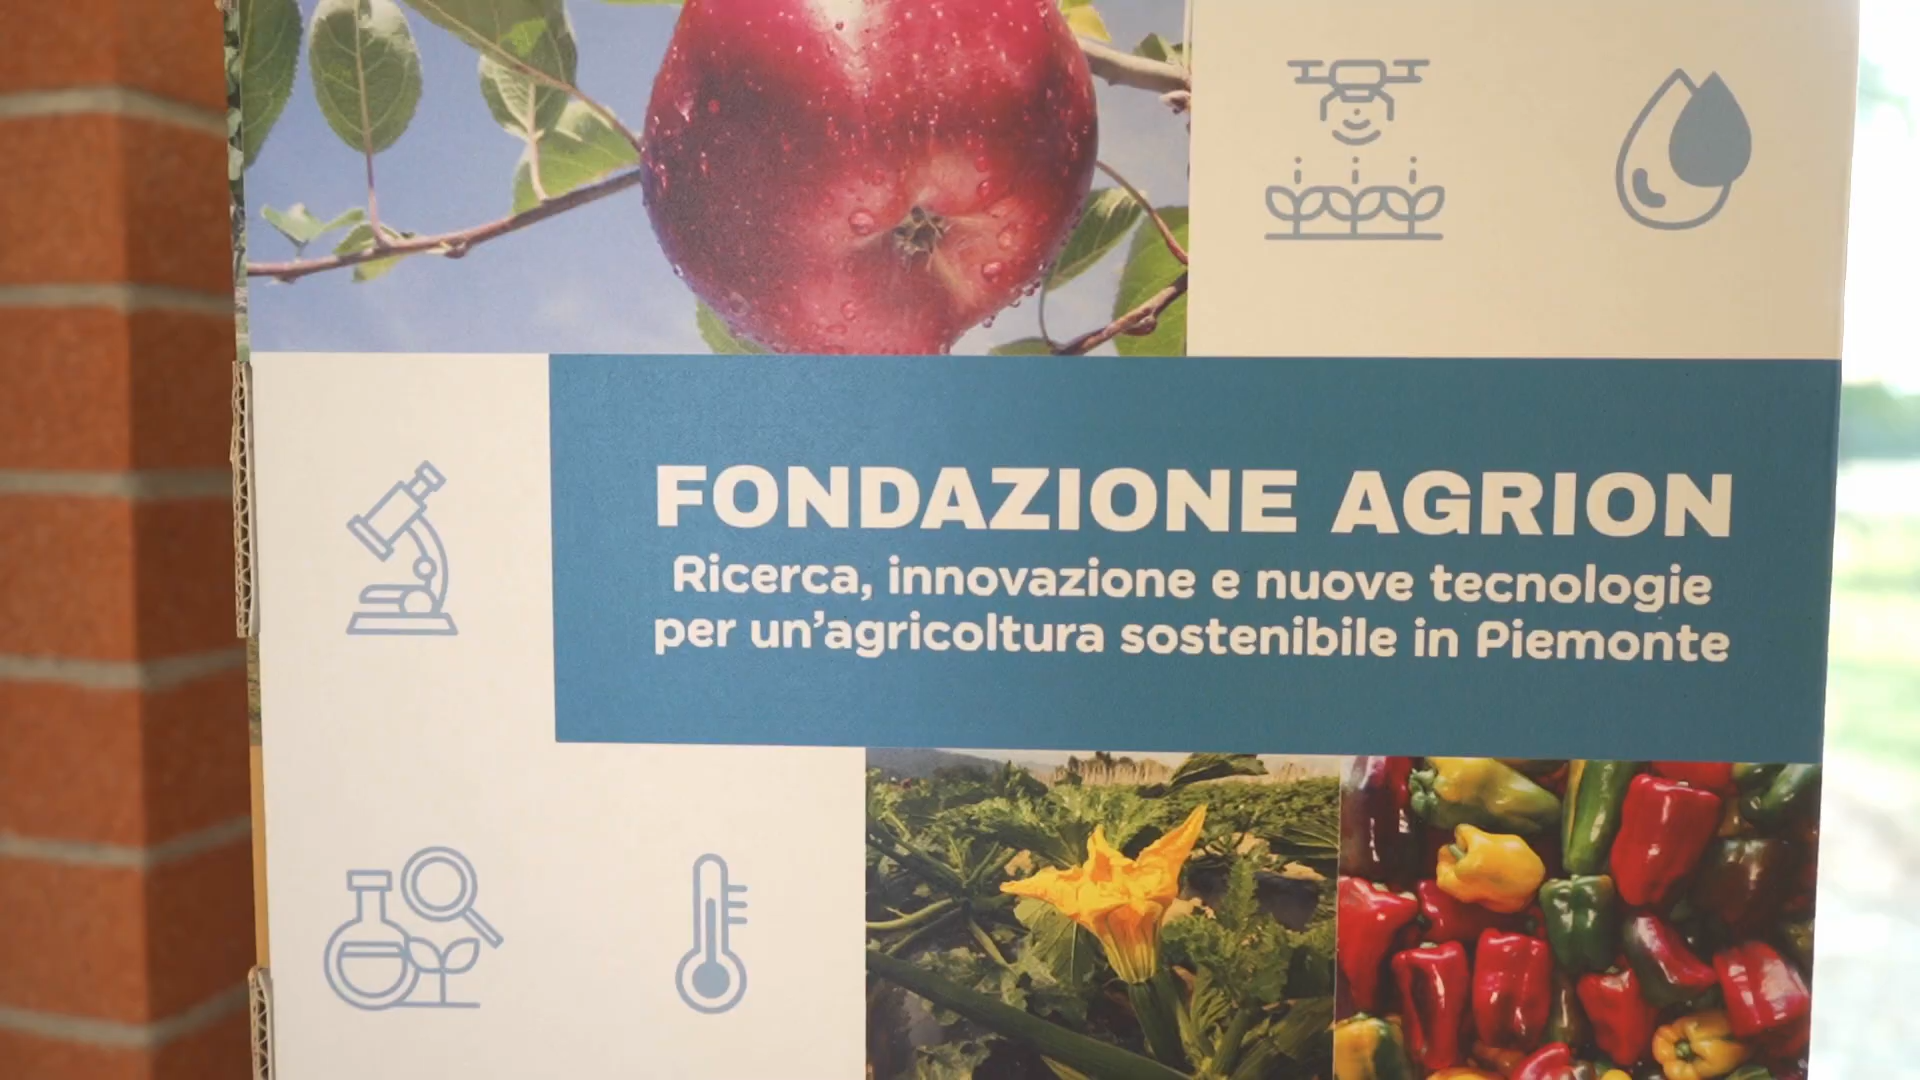 FONDAZIONE AGRION
Ricerca, innovazione e nuove tecnologie
per un'agricoltura sostenibile in Piemonte